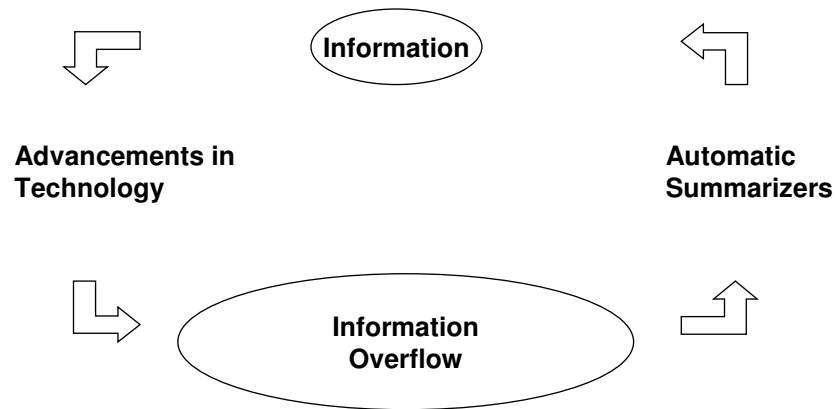 Information
Advancements in
Technology
Automatic
Summarizers
Information
Overflow